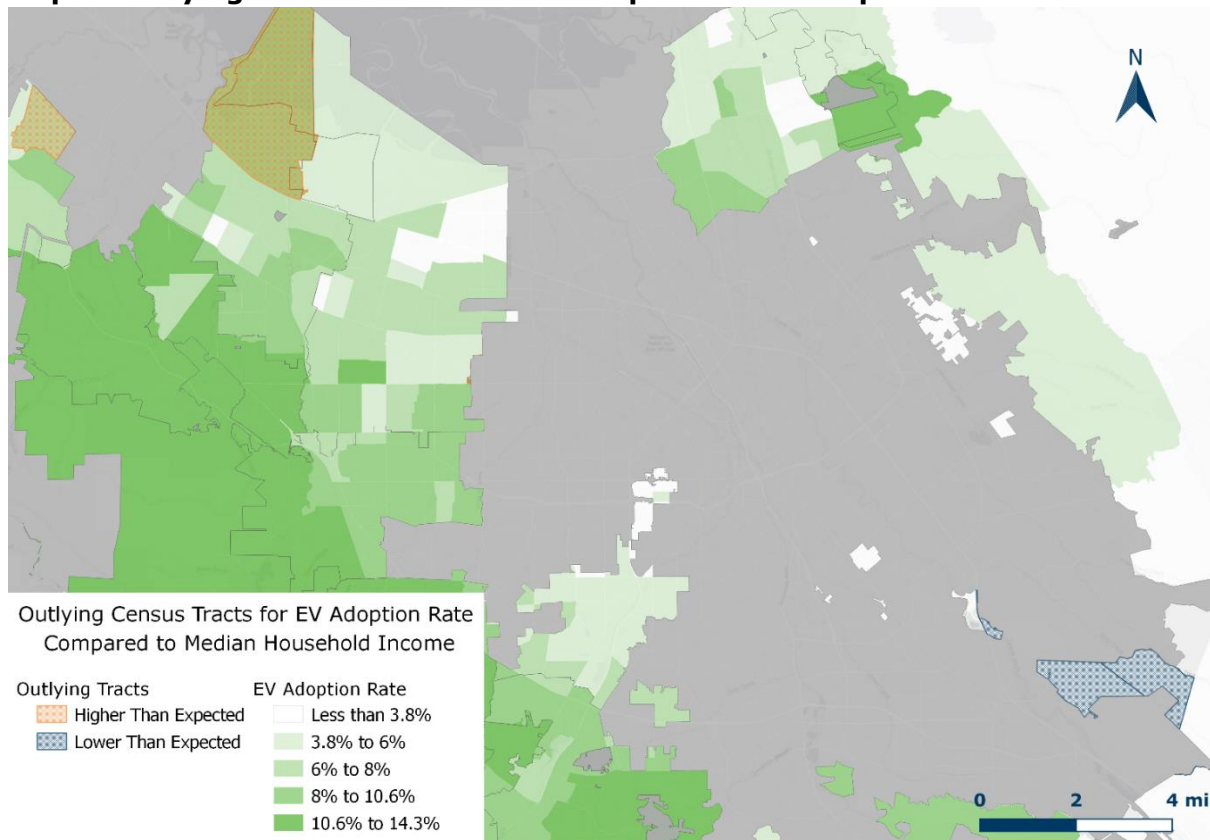 N
Outlying Census Tracts for EV Adoption Rate
Compared to Median Household Income
Outlying Tracts
Higher Than Expected
Lower Than Expected
EV Adoption Rate
Less than 3.8%
3.8% to 6%
6% to 8%
8% to 10.6%
10.6% to 14.3%
0 2 4 mi